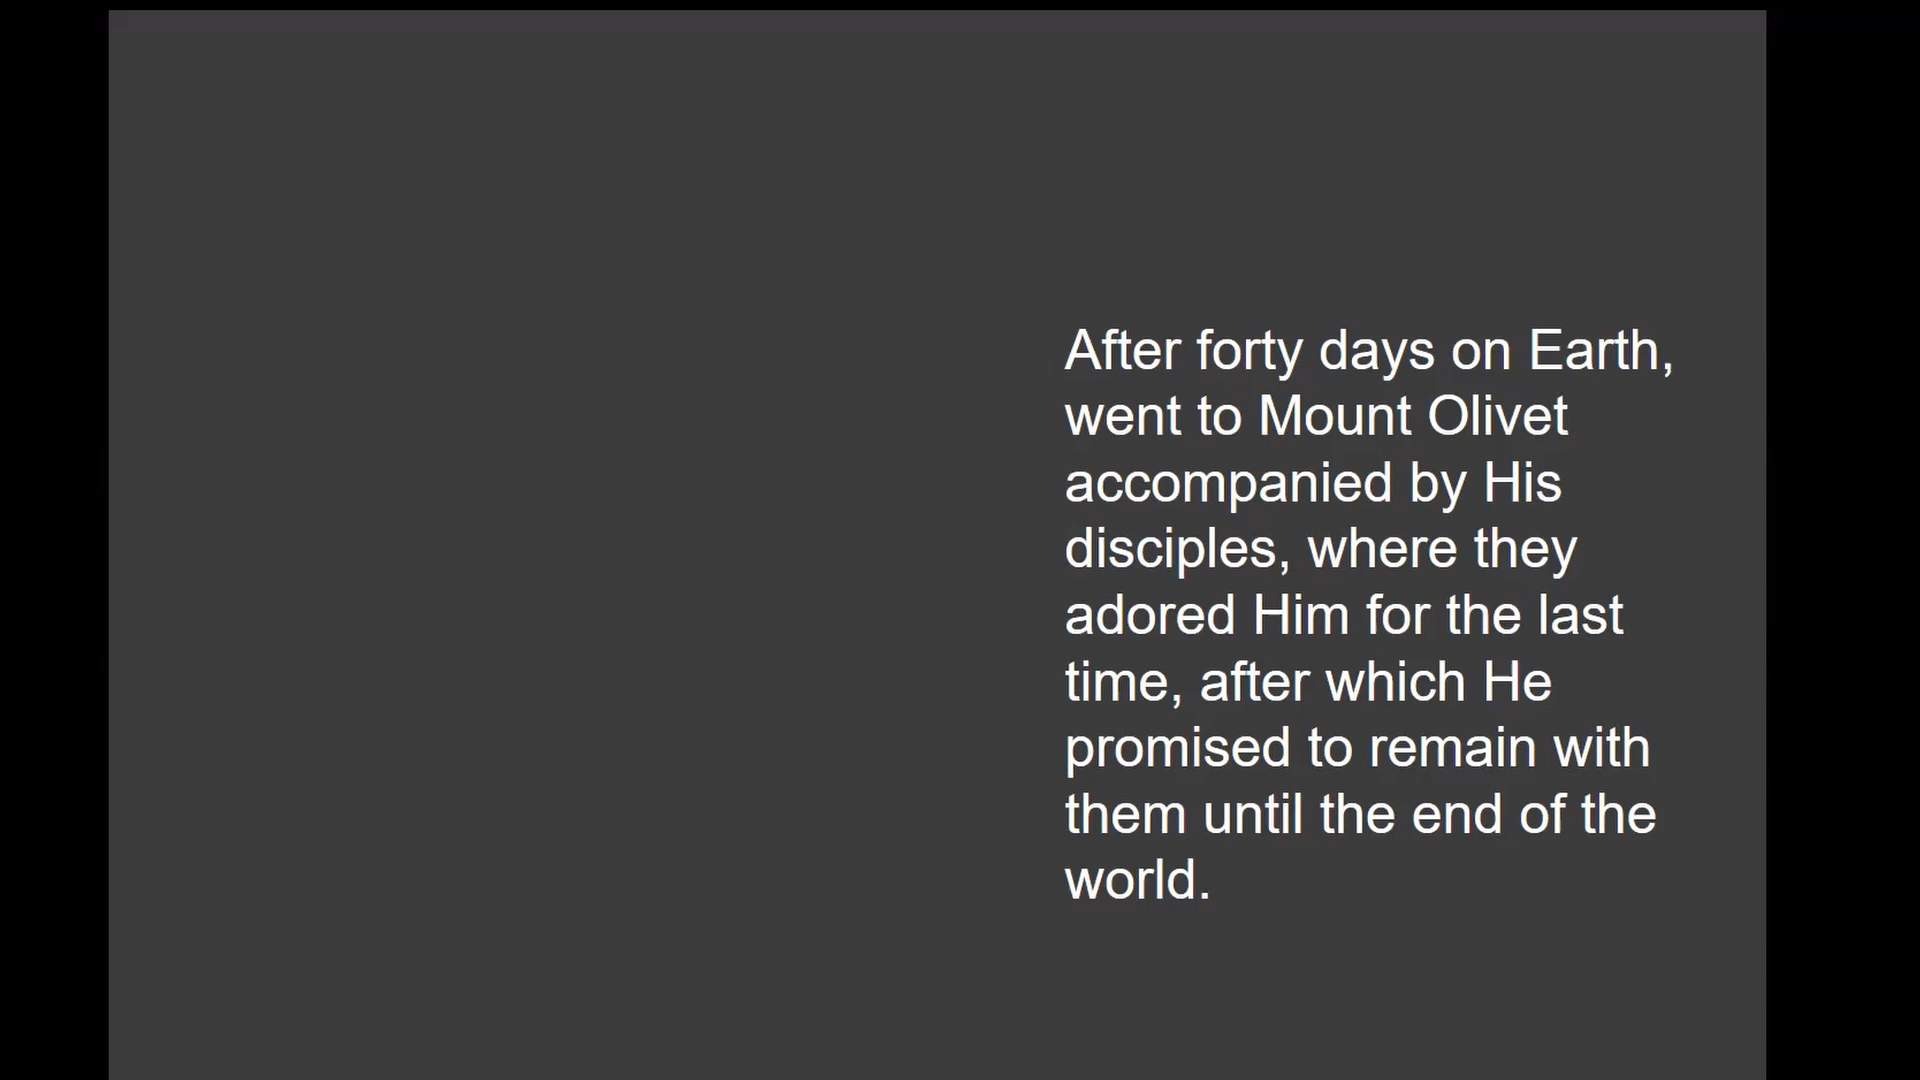 After forty days on Earth,
went to Mount Olivet
accompanied by His
disciples, where they
adored Him for the last
time, after which He
promised to remain with
them until the end of the
world.